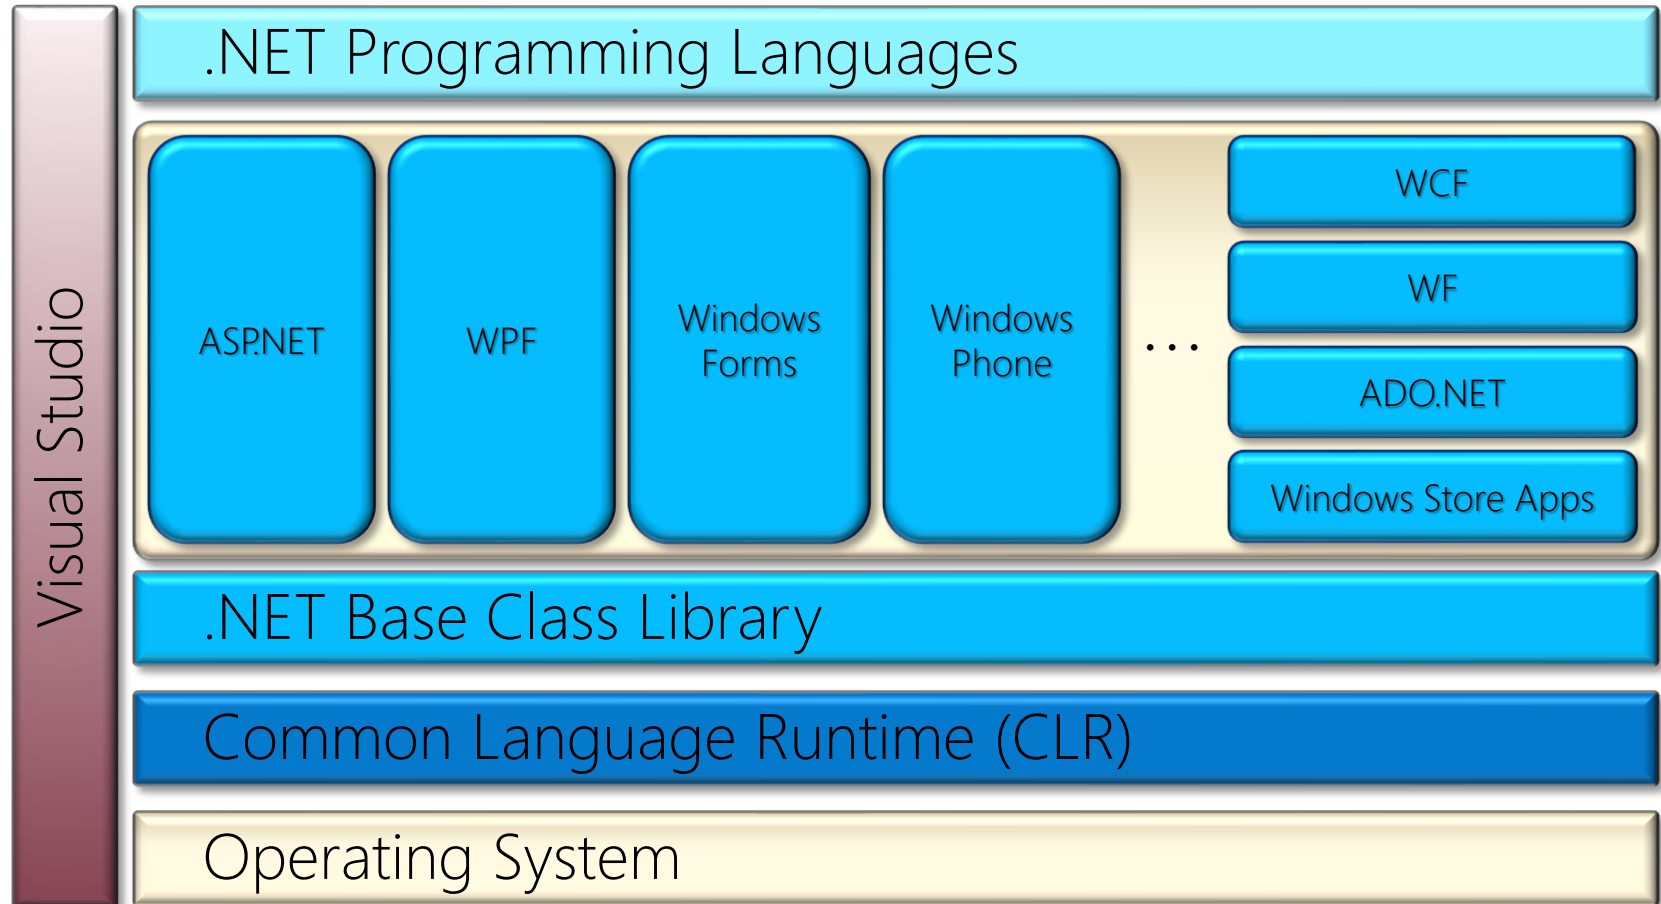 Visual Studio
.NET Programming Languages
ASP.NET
WPF
Windows
Forms
Windows
Phone
...
WCF
WF
ADO.NET
Windows Store Apps
.NET Base Class Library
Common Language Runtime (CLR)
Operating System